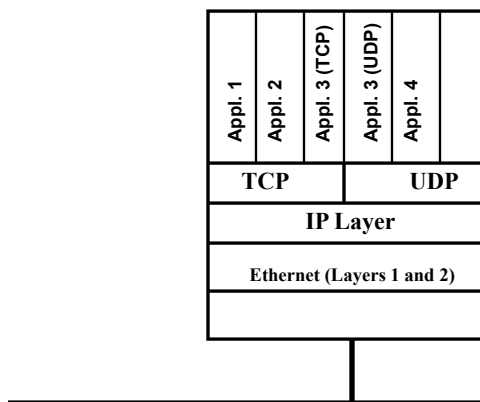 Appl. 1
Appl. 2
Appl. 3 (TCP)
Appl. 3 (UDP)
Appl. 4
TCP
UDP
IP Layer
Ethernet (Layers 1 and 2)